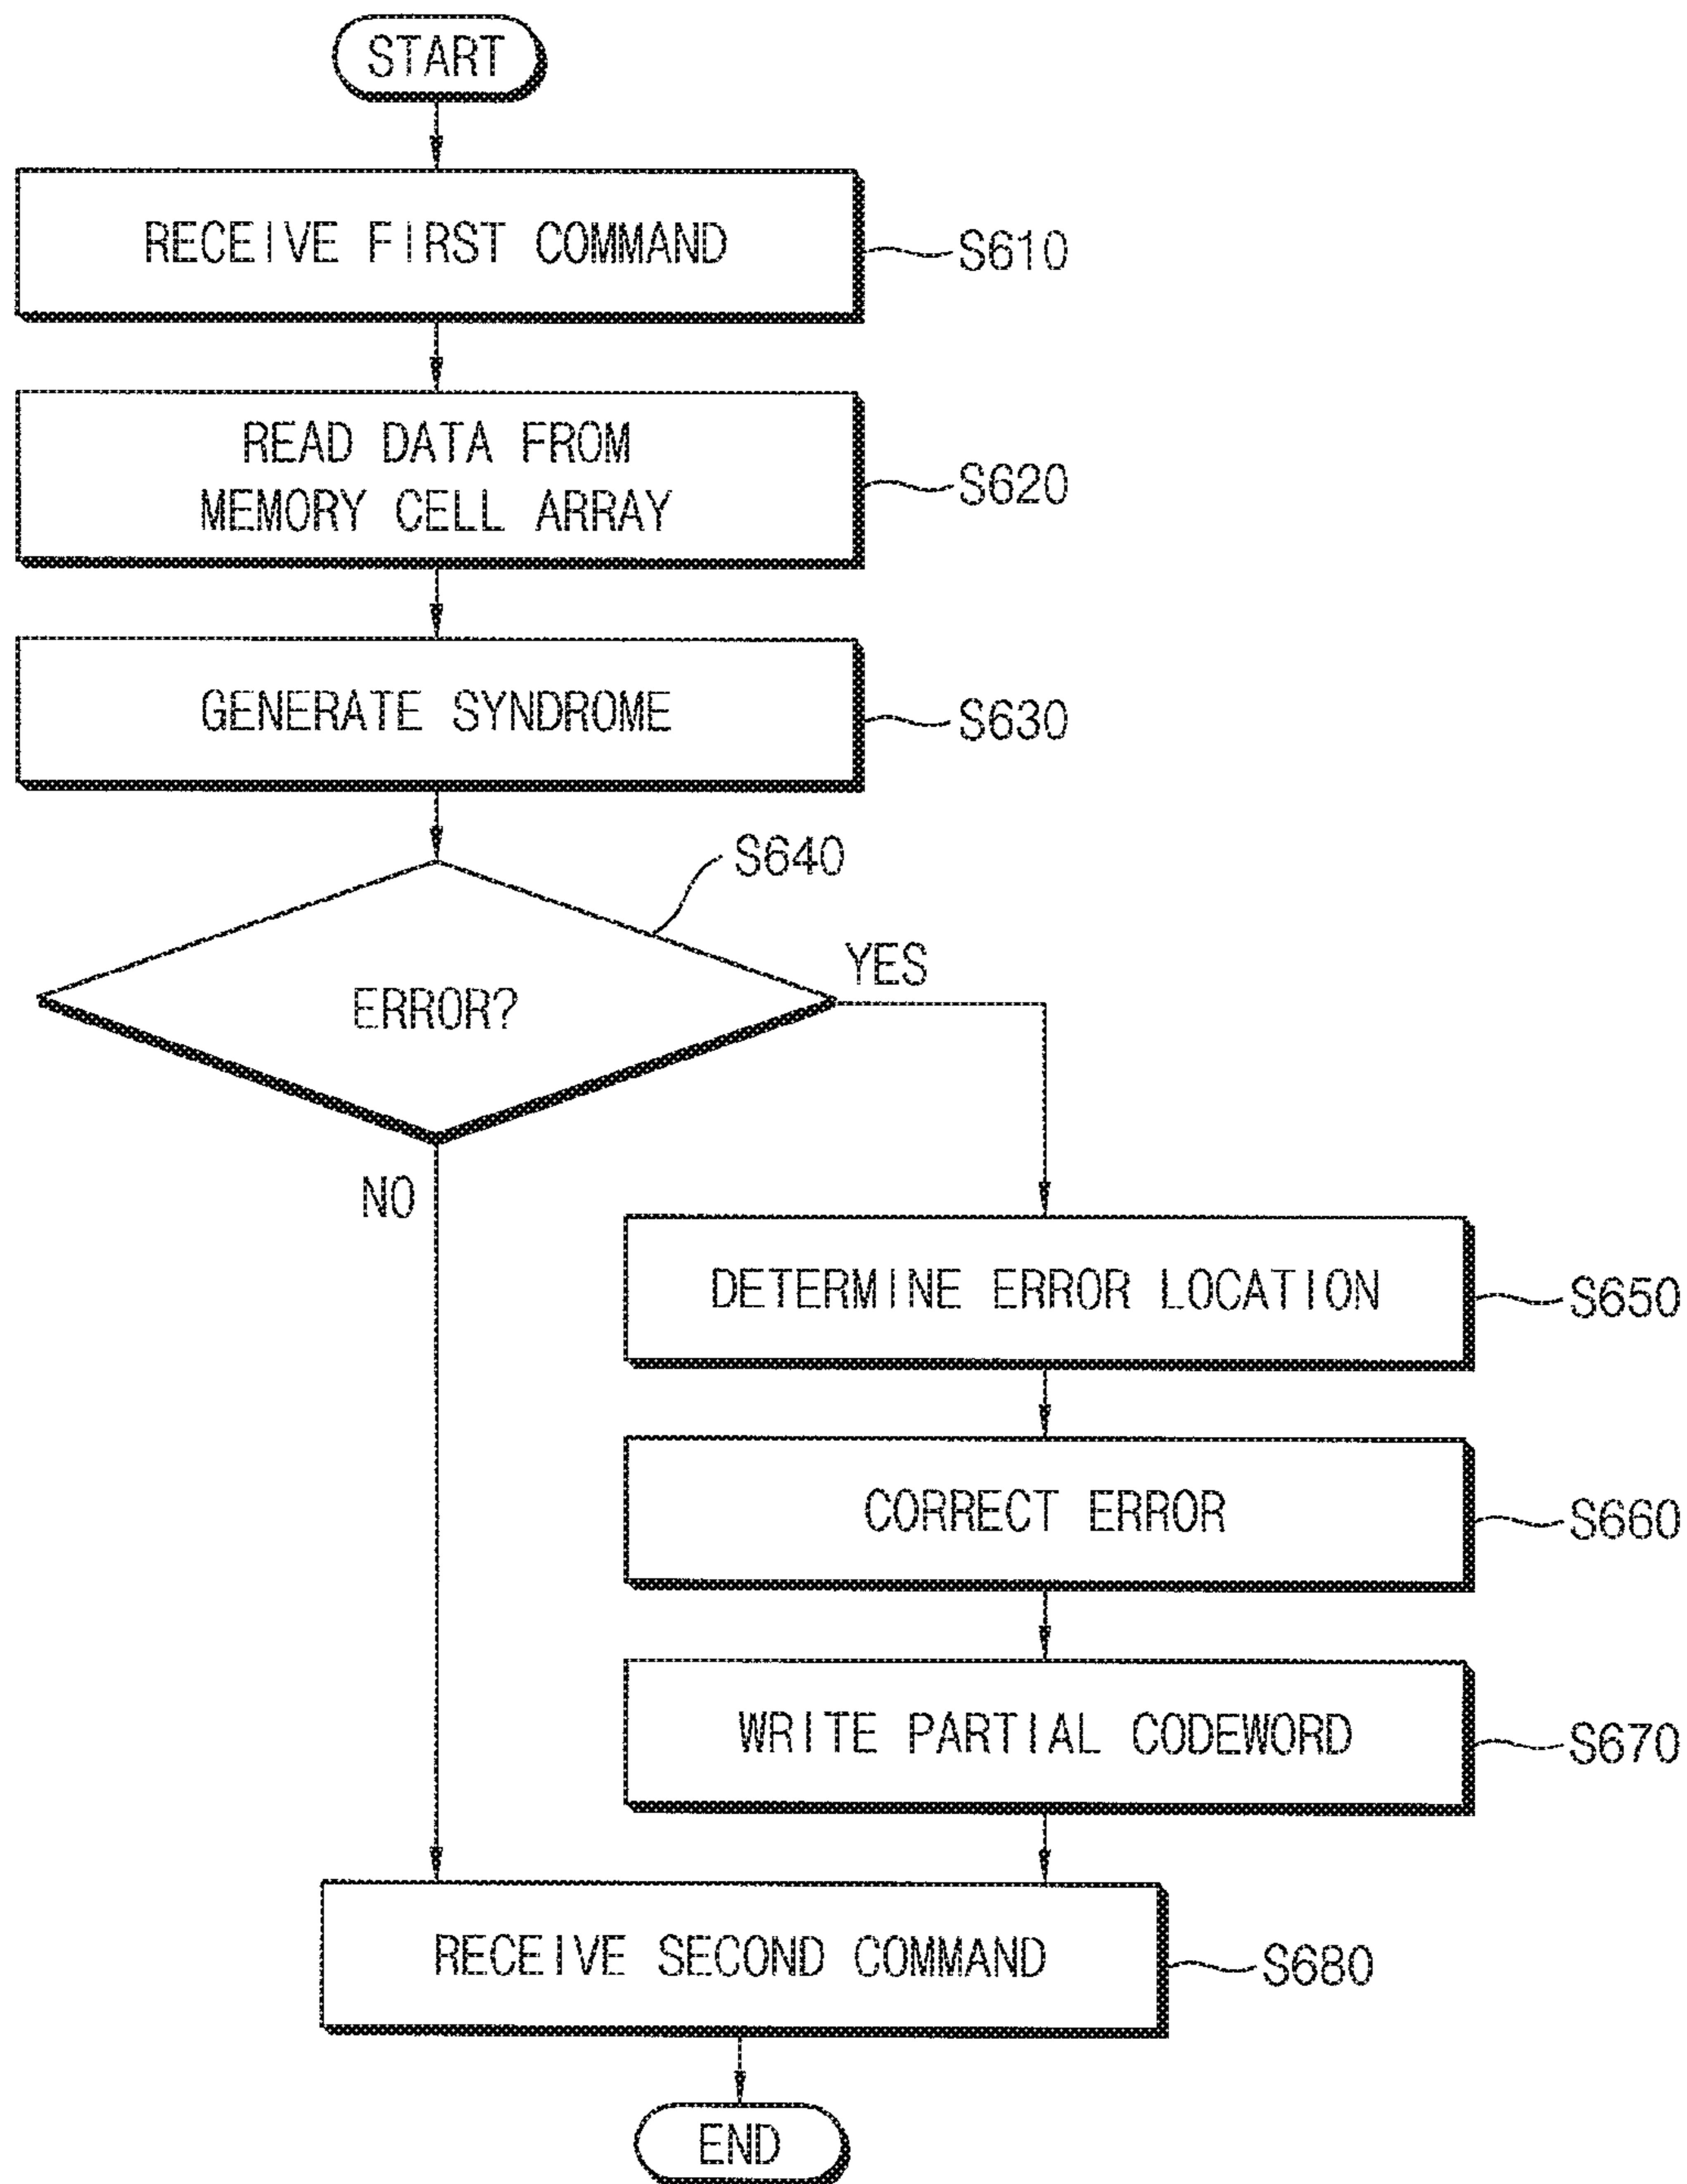 START
RECEIVE FIRST COMMAND
S610
READ DATA FROM
MEMORY CELL ARRAY
S620
GENERATE SYNDROME
S630
S640
ERROR?
YES
NO
DETERMINE ERROR LOCATION
S650
CORRECT ERROR
S660
WRITE PARTIAL CODEWORD
S670
RECEIVE SECOND COMMAND
S680
END